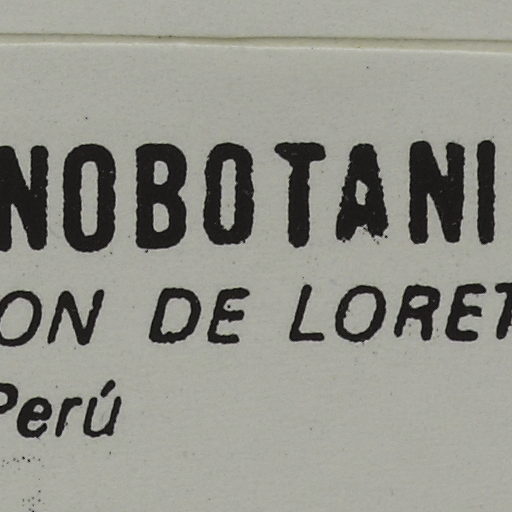 NOBOTANI
ON DE LORET
Perú